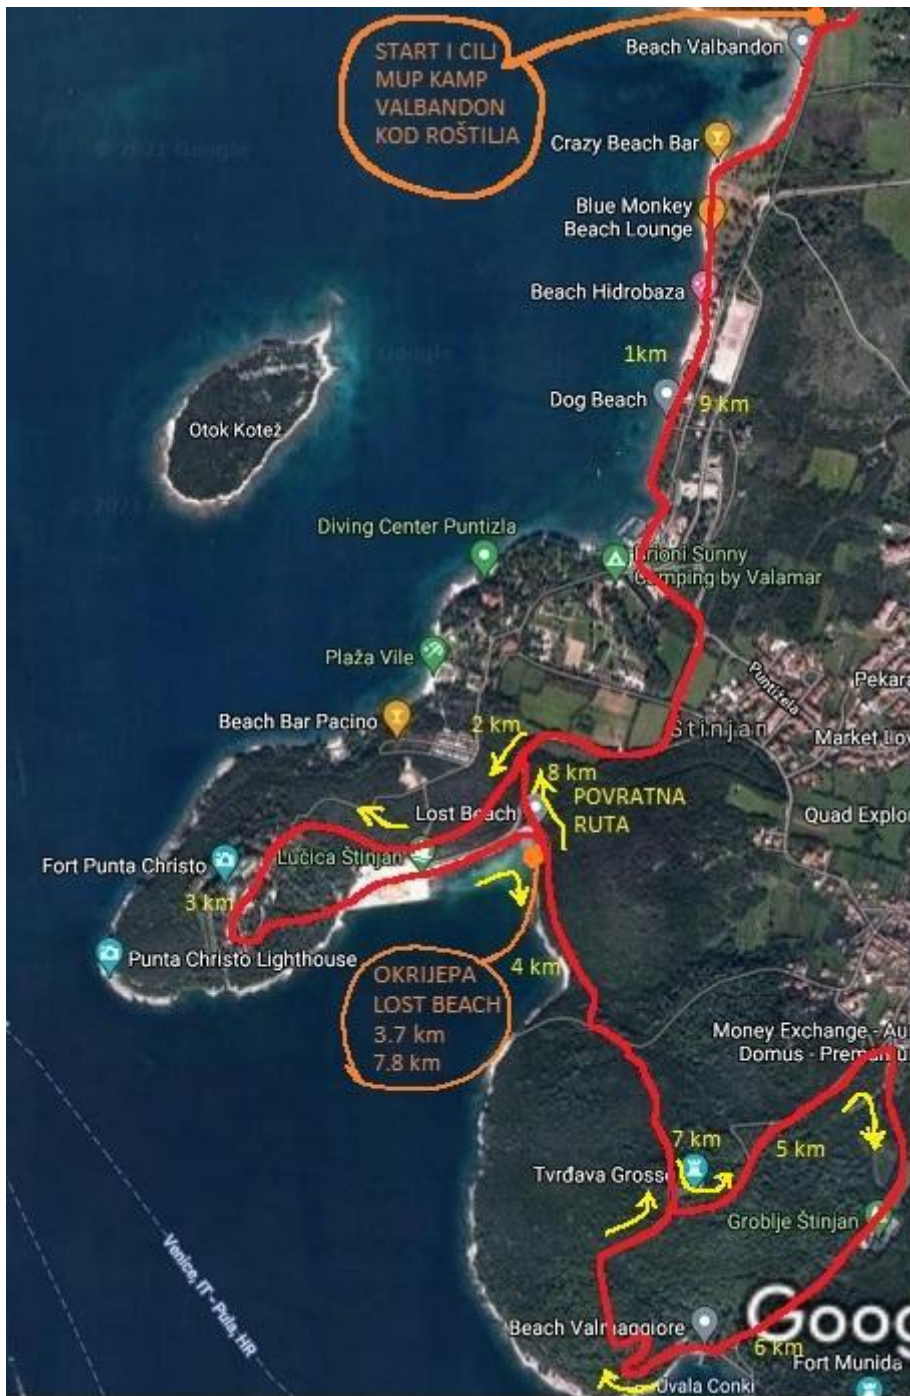 START I CILJ
MUP KAMP
VALBANDON
KOD ROŠTILJA
Beach Valbandon
Crazy Beach Bar
Blue Monkey
Beach Lounge
Beach Hidrobaza
1km
Dog Beach
9 km
Otok Kotež
Diving Center Puntizla
Brioni Sunny
Camping by Valamar
Plaža Vile
Puntižela
Pekara
Beach Bar Pacino
2 km
Štinjan
Market Lov
8 km
Lost Beach
POVRATNA
RUTA
Quad Explor
Lučica Štinjan
Fort Punta Christo
3 km
Punta Christo Lighthouse
4 km
OKRIJEPA
LOST BEACH
3.7 km
7.8 km
Money Exchange - Au
Domus - Premantu
7 km
5 km
Tvrđava Grosso
Groblje Štinjan
Venice, IT - Pula, HR
Beach Valmaggiore
Goog
6 km
Fort Munida
Uvala Conki